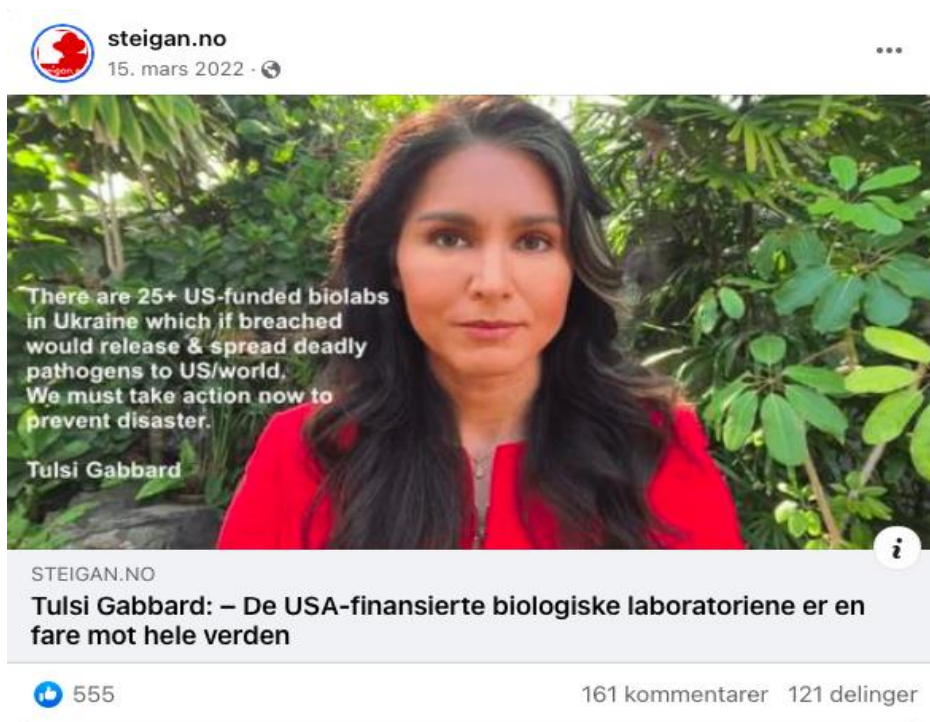 steigan.no
15. mars 2022 ·
There are 25+ US-funded biolabs
in Ukraine which if breached
would release & spread deadly
pathogens to US/world.
We must take action now to
prevent disaster.
Tulsi Gabbard
STEIGAN.NO
Tulsi Gabbard: – De USA-finansierte biologiske laboratoriene er en
fare mot hele verden
555 161 kommentarer 121 delinger